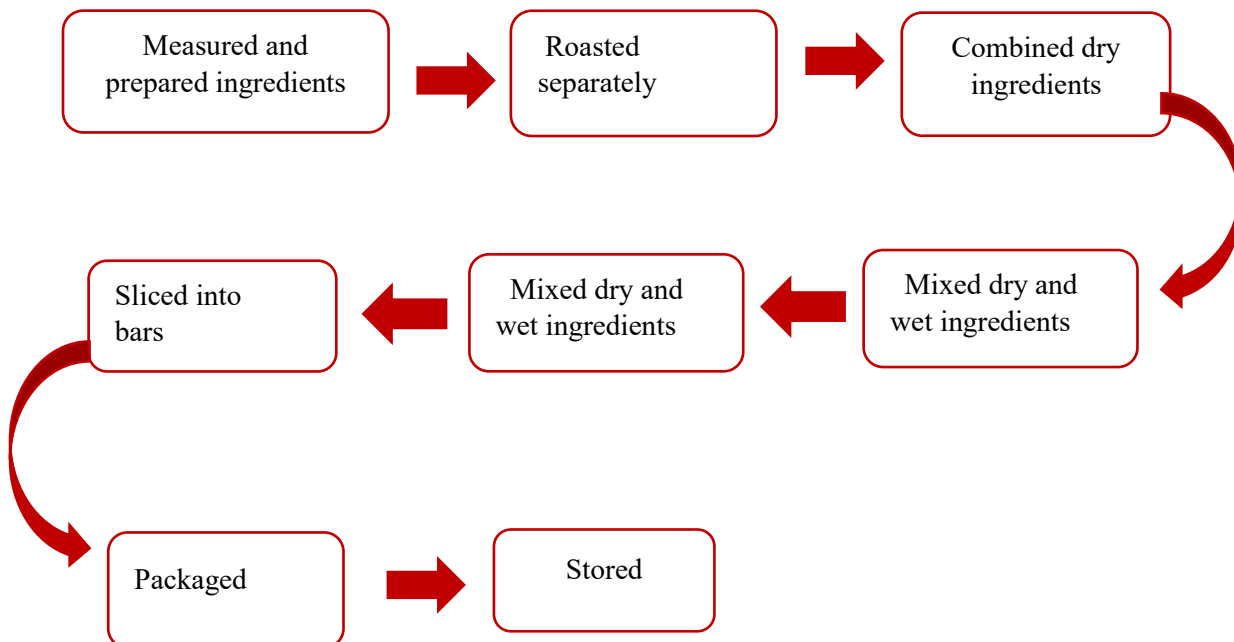 Measured and
prepared ingredients
Roasted
separately
Combined dry
ingredients
Mixed dry and
wet ingredients
Mixed dry and
wet ingredients
Sliced into
bars
Packaged
Stored